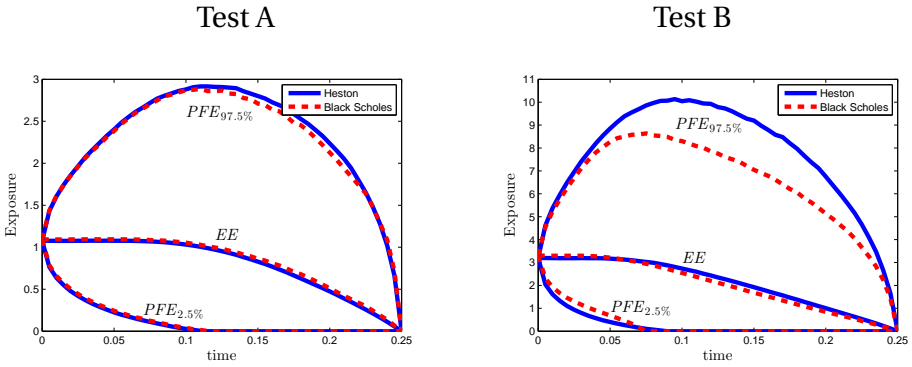 Test A
Test B
3
2.5
2
1.5
1
0.5
0
0
0.05
0.1
0.15
0.2
0.25
Exposure
time
Heston
Black Scholes
PFE97.5%
EE
PFE2.5%
11
10
9
8
7
6
5
4
3
2
1
0
0
0.05
0.1
0.15
0.2
0.25
Exposure
time
Heston
Black Scholes
PFE97.5%
EE
PFE2.5%